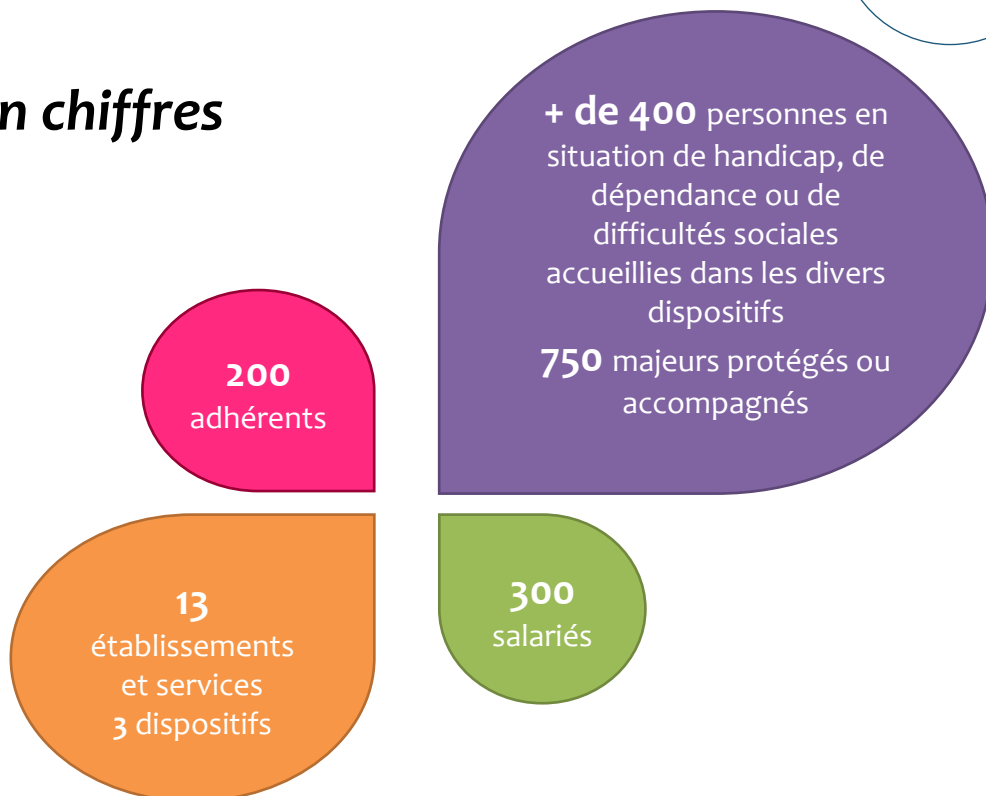 n chiffres
+ de 400 personnes en
situation de handicap, de
dépendance ou de
difficultés sociales
accueillies dans les divers
dispositifs
750 majeurs protégés ou
accompagnés
200
adhérents
13
établissements
et services
3 dispositifs
300
salariés